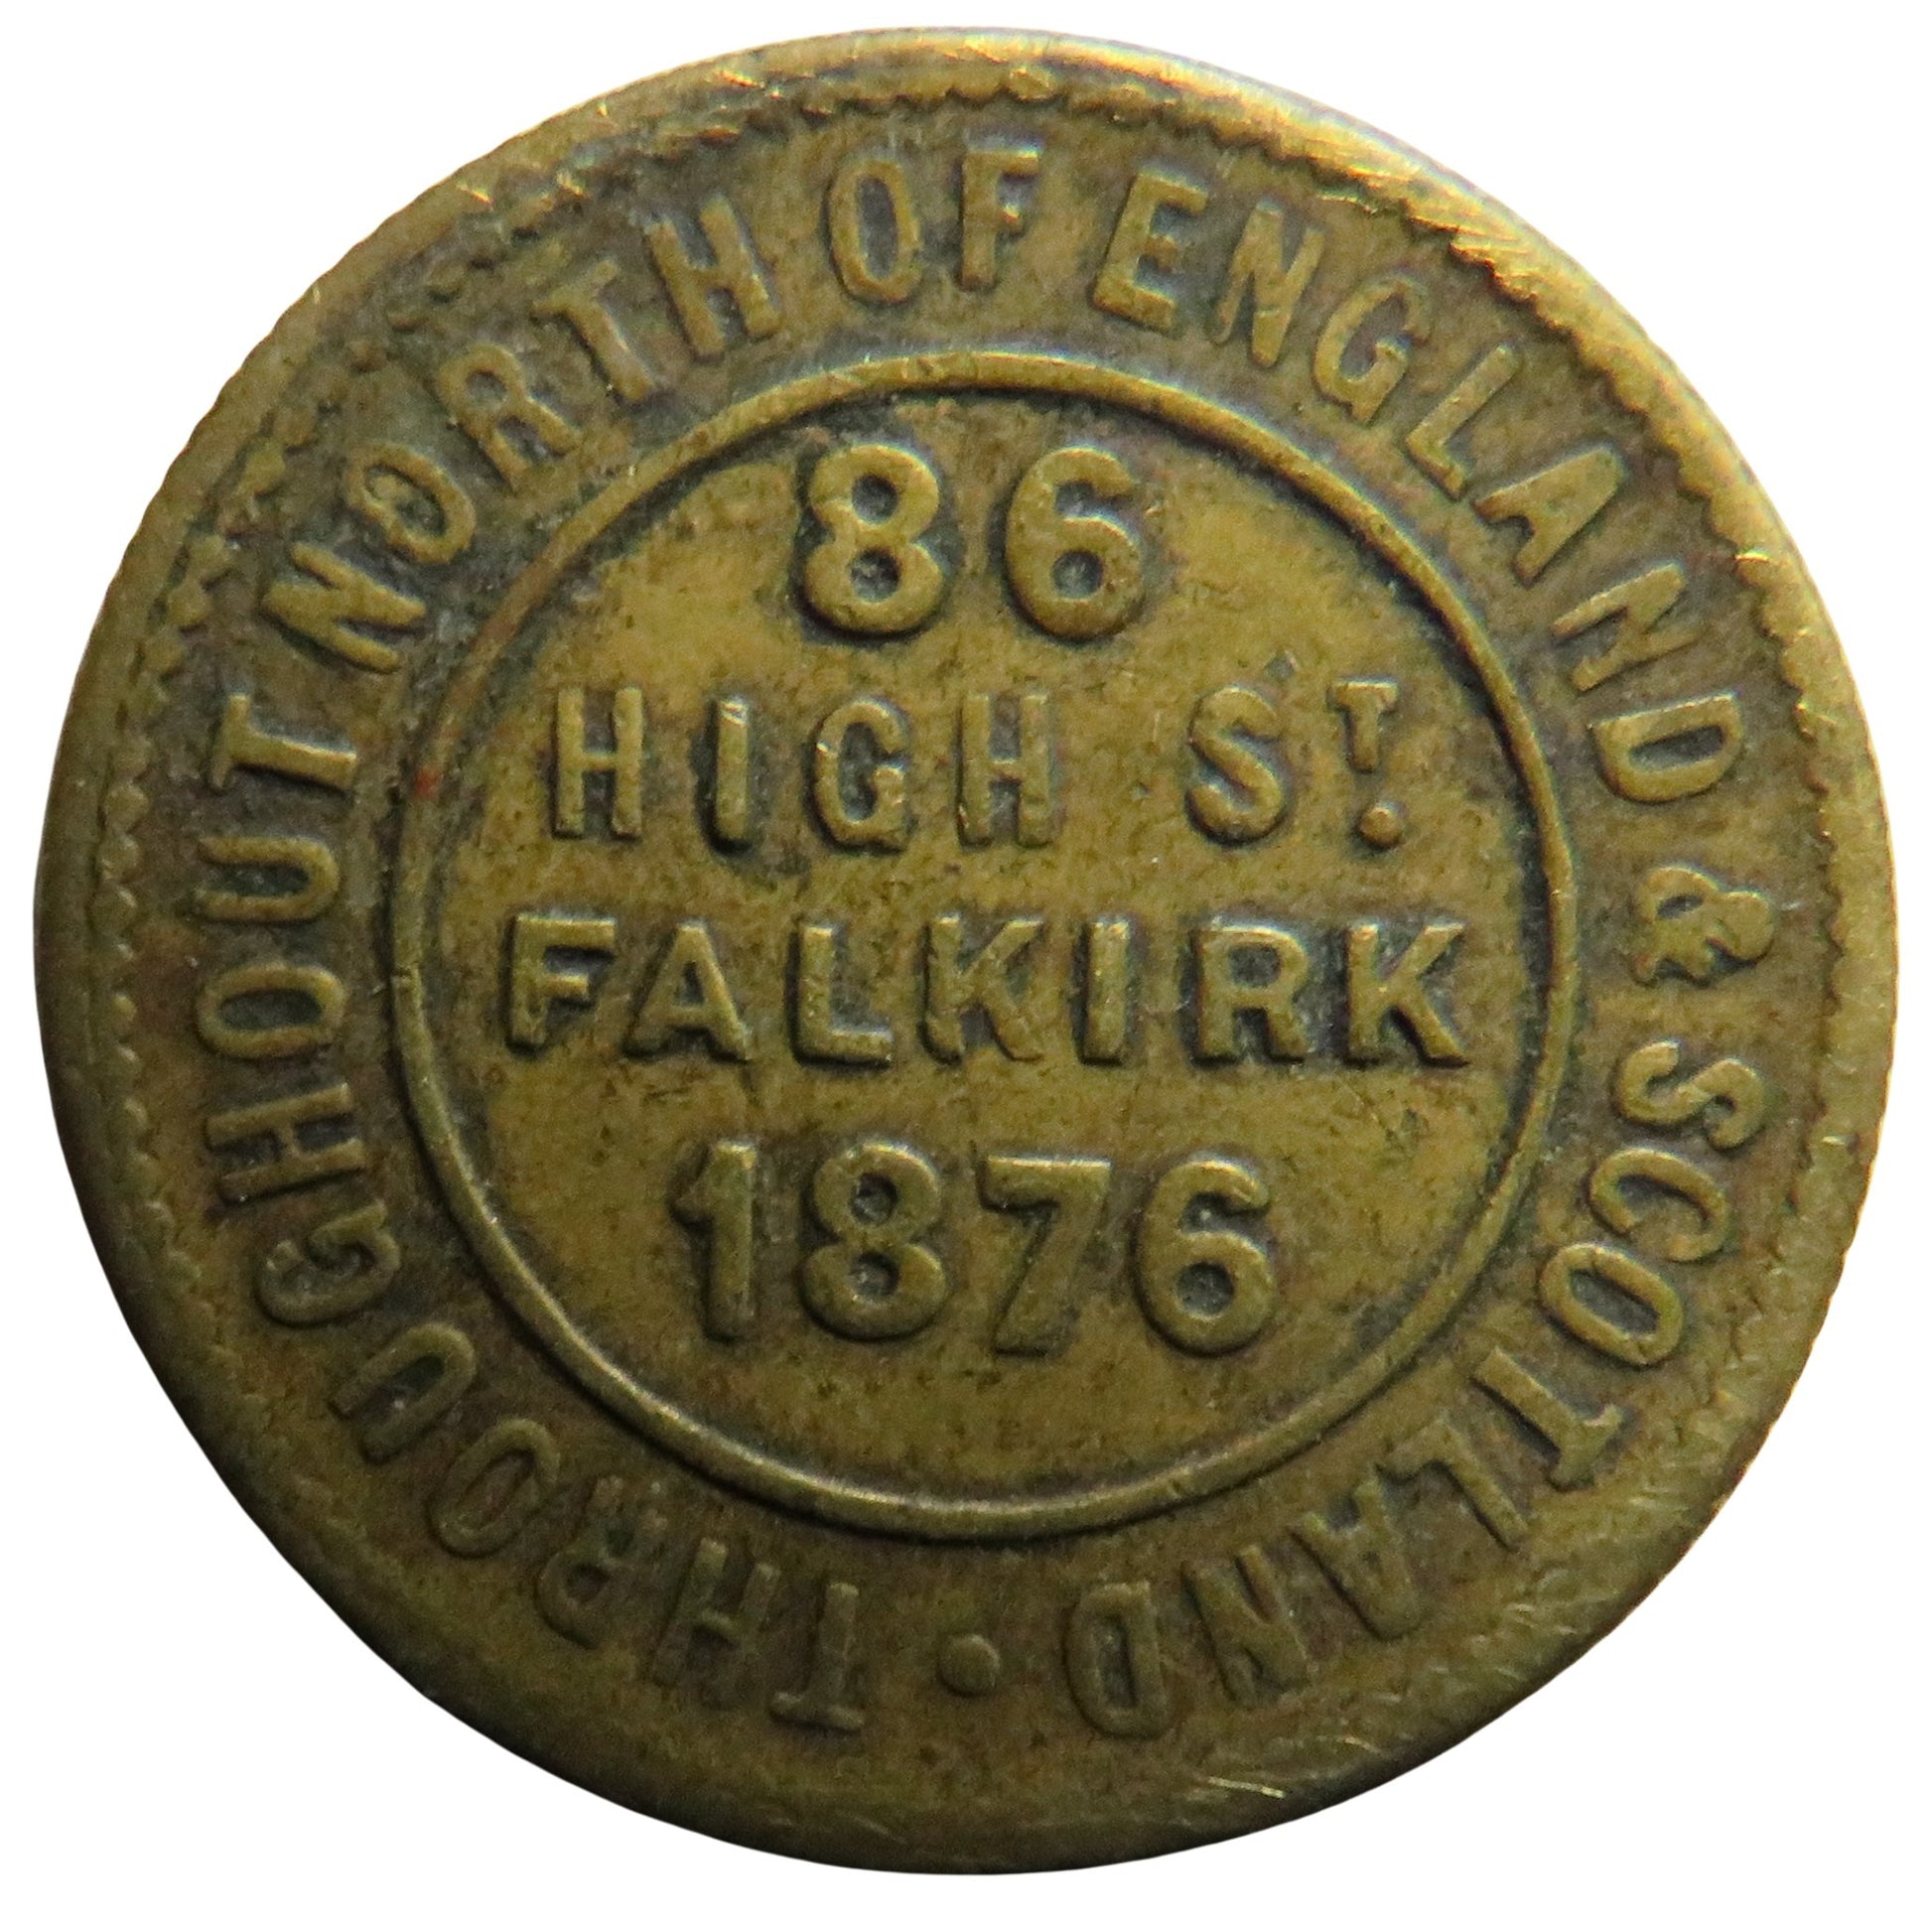 THROUGHOUT NORTH OF ENGLAND & SCOTLAND ·
86
HIGH ST.
FALKIRK
1876